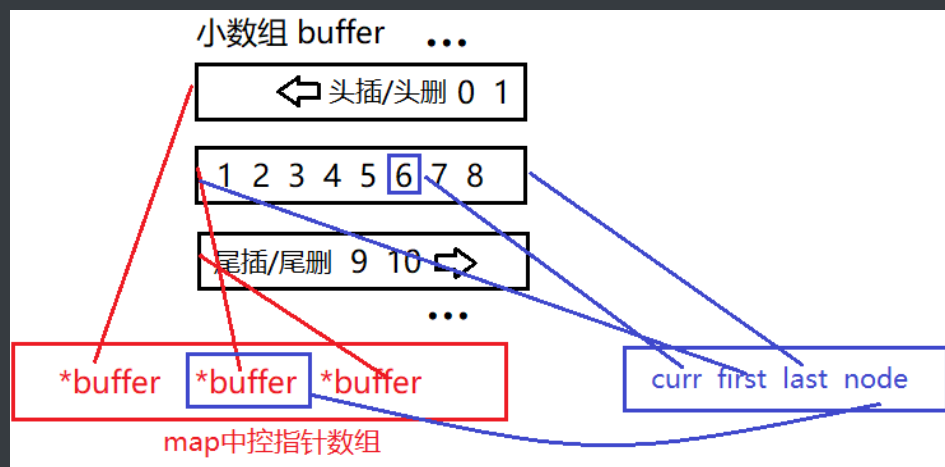 小数组 buffer ...
头插/头删 0 1
1 2 3 4 5 6 7 8
尾插/尾删 9 10
...
*buffer *buffer *buffer
curr first last node
map中控指针数组